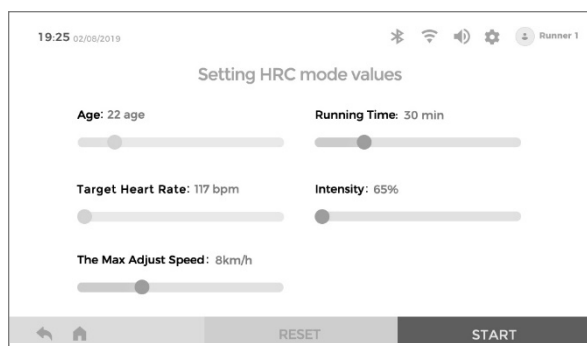 19:25 02/08/2019 Runner 1
Setting HRC mode values
Age: 22 age
Running Time: 30 min
Target Heart Rate: 117 bpm
Intensity: 65%
The Max Adjust Speed: 8km/h
RESET
START